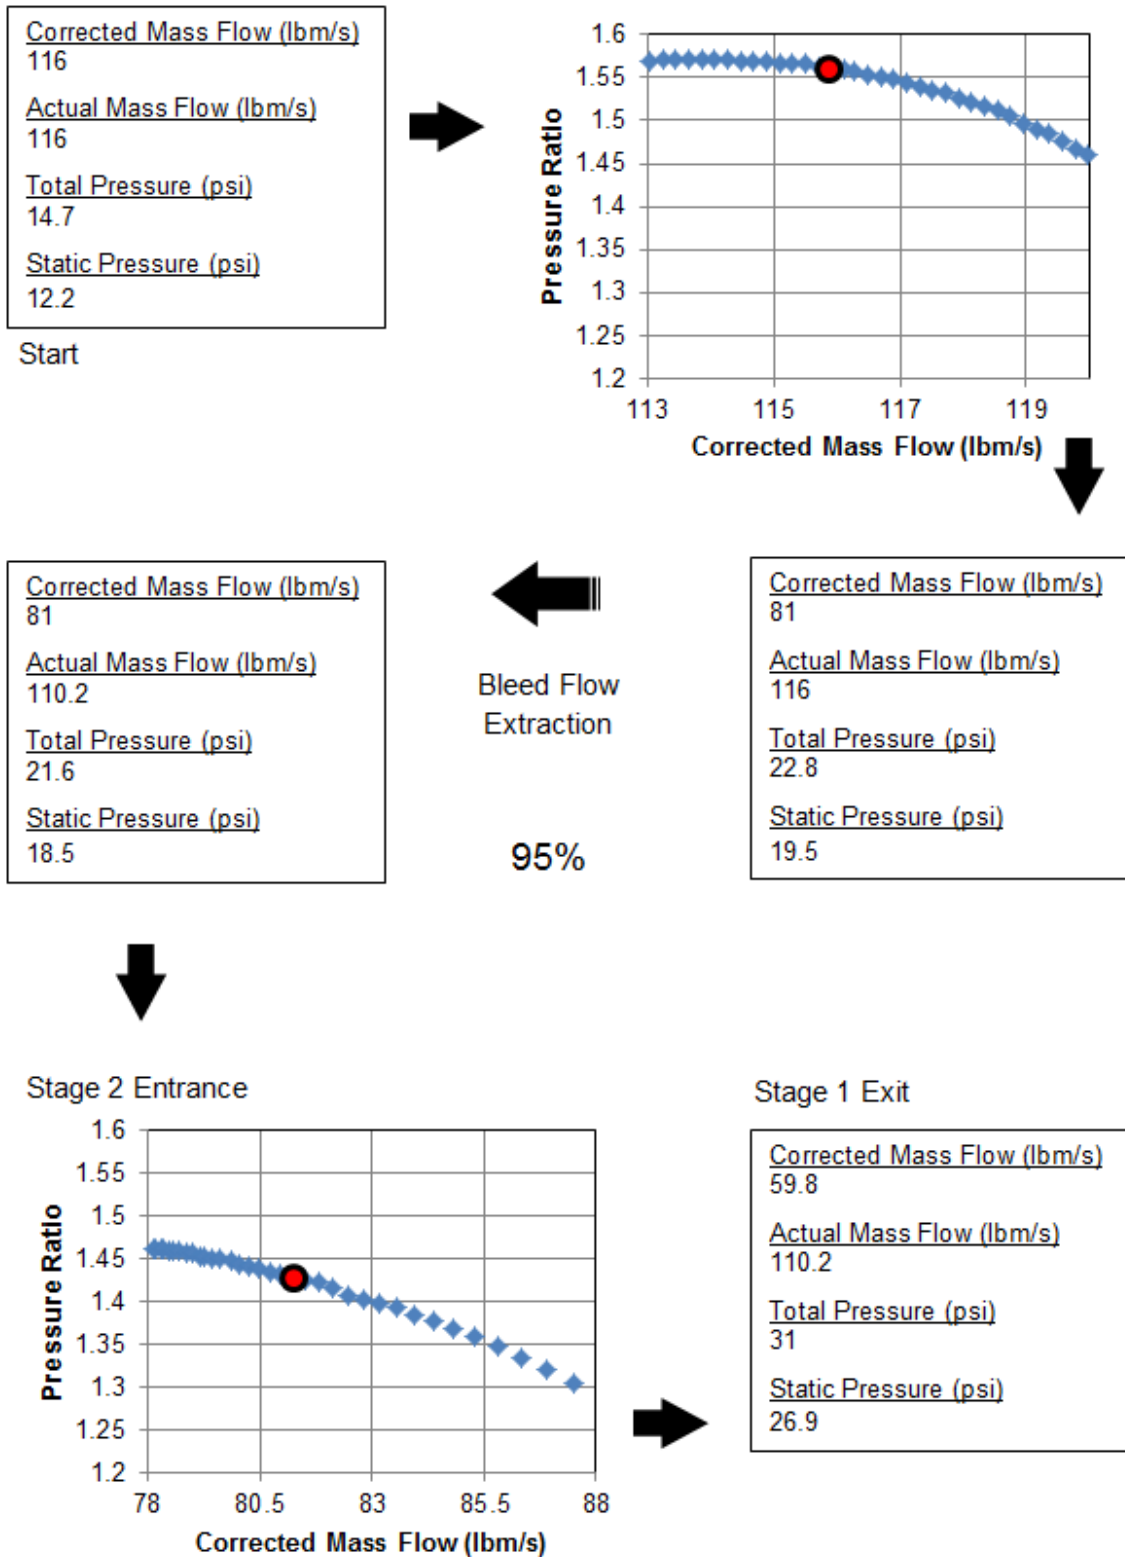 Corrected Mass Flow (lbm/s)
116
Actual Mass Flow (lbm/s)
116
Total Pressure (psi)
14.7
Static Pressure (psi)
12.2
Start
1.6
1.55
1.5
1.45
1.4
1.35
1.3
1.25
1.2
Pressure Ratio
113 115 117 119
Corrected Mass Flow (lbm/s)
Corrected Mass Flow (lbm/s)
81
Actual Mass Flow (lbm/s)
110.2
Total Pressure (psi)
21.6
Static Pressure (psi)
18.5
Bleed Flow
Extraction
95%
Corrected Mass Flow (lbm/s)
81
Actual Mass Flow (lbm/s)
116
Total Pressure (psi)
22.8
Static Pressure (psi)
19.5
Stage 2 Entrance
1.6
1.55
1.5
1.45
1.4
1.35
1.3
1.25
1.2
Pressure Ratio
78 80.5 83 85.5 88
Corrected Mass Flow (lbm/s)
Stage 1 Exit
Corrected Mass Flow (lbm/s)
59.8
Actual Mass Flow (lbm/s)
110.2
Total Pressure (psi)
31
Static Pressure (psi)
26.9